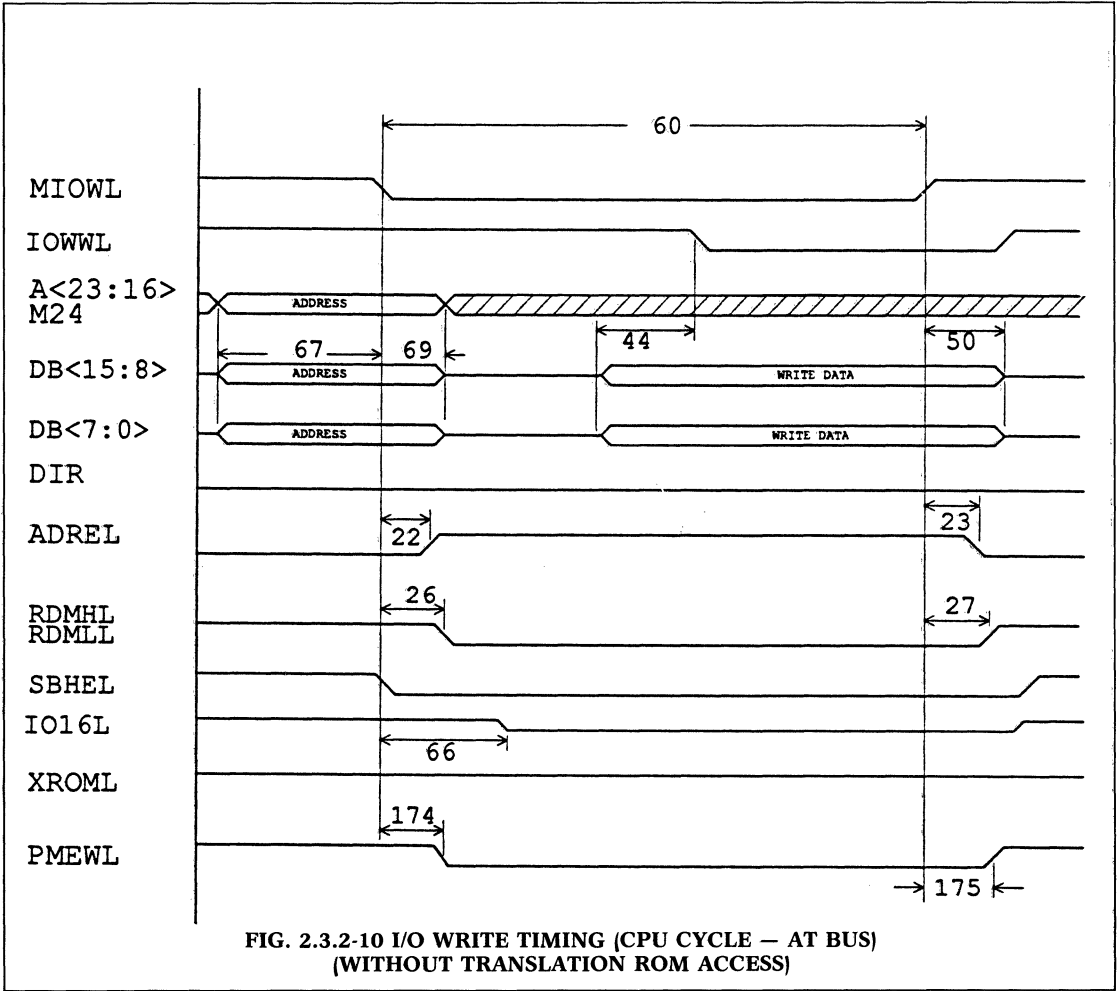 60
MIOWL
IOWWL
A<23:16>
M24
ADDRESS
44
50
67
69
DB<15:8>
ADDRESS
WRITE DATA
DB<7:0>
ADDRESS
WRITE DATA
DIR
ADREL
22
23
26
27
RDMHL
RDMLL
SBHEL
IO16L
66
XROML
174
PMEWL
175
FIG. 2.3.2-10 I/O WRITE TIMING (CPU CYCLE — AT BUS)
(WITHOUT TRANSLATION ROM ACCESS)